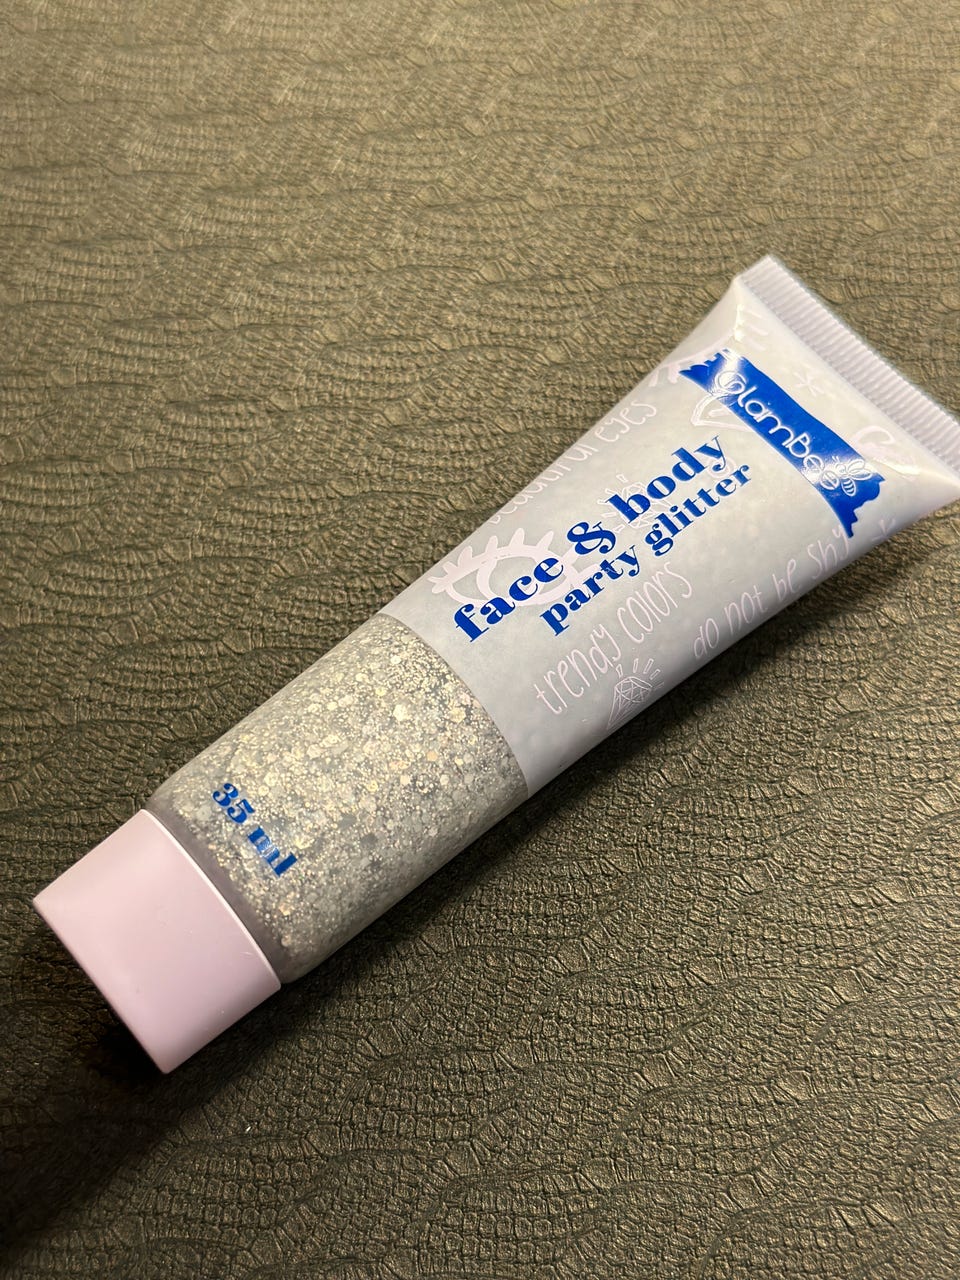 GlamBee
beautiful eyes
face & body
party glitter
trendy colors
do not be shy
35 ml